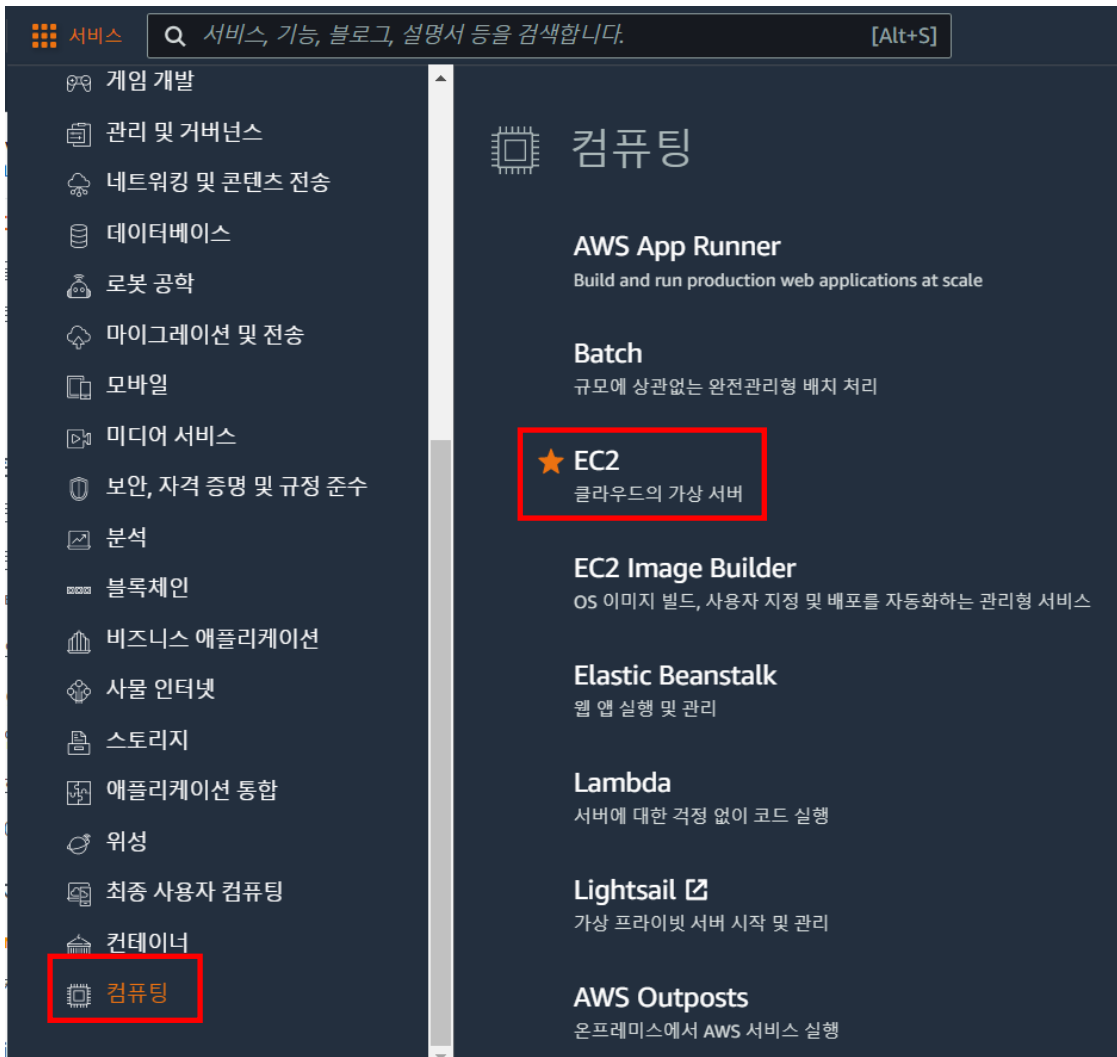 서비스
서비스, 기능, 블로그, 설명서 등을 검색합니다.
[Alt+S]
게임 개발
관리 및 거버넌스
네트워킹 및 콘텐츠 전송
데이터베이스
로봇 공학
마이그레이션 및 전송
모바일
미디어 서비스
보안, 자격 증명 및 규정 준수
분석
블록체인
비즈니스 애플리케이션
사물 인터넷
스토리지
애플리케이션 통합
위성
최종 사용자 컴퓨팅
컨테이너
컴퓨팅
컴퓨팅
AWS App Runner
Build and run production web applications at scale
Batch
규모에 상관없는 완전관리형 배치 처리
EC2
클라우드의 가상 서버
EC2 Image Builder
OS 이미지 빌드, 사용자 지정 및 배포를 자동화하는 관리형 서비스
Elastic Beanstalk
웹 앱 실행 및 관리
Lambda
서버에 대한 걱정 없이 코드 실행
Lightsail
가상 프라이빗 서버 시작 및 관리
AWS Outposts
온프레미스에서 AWS 서비스 실행